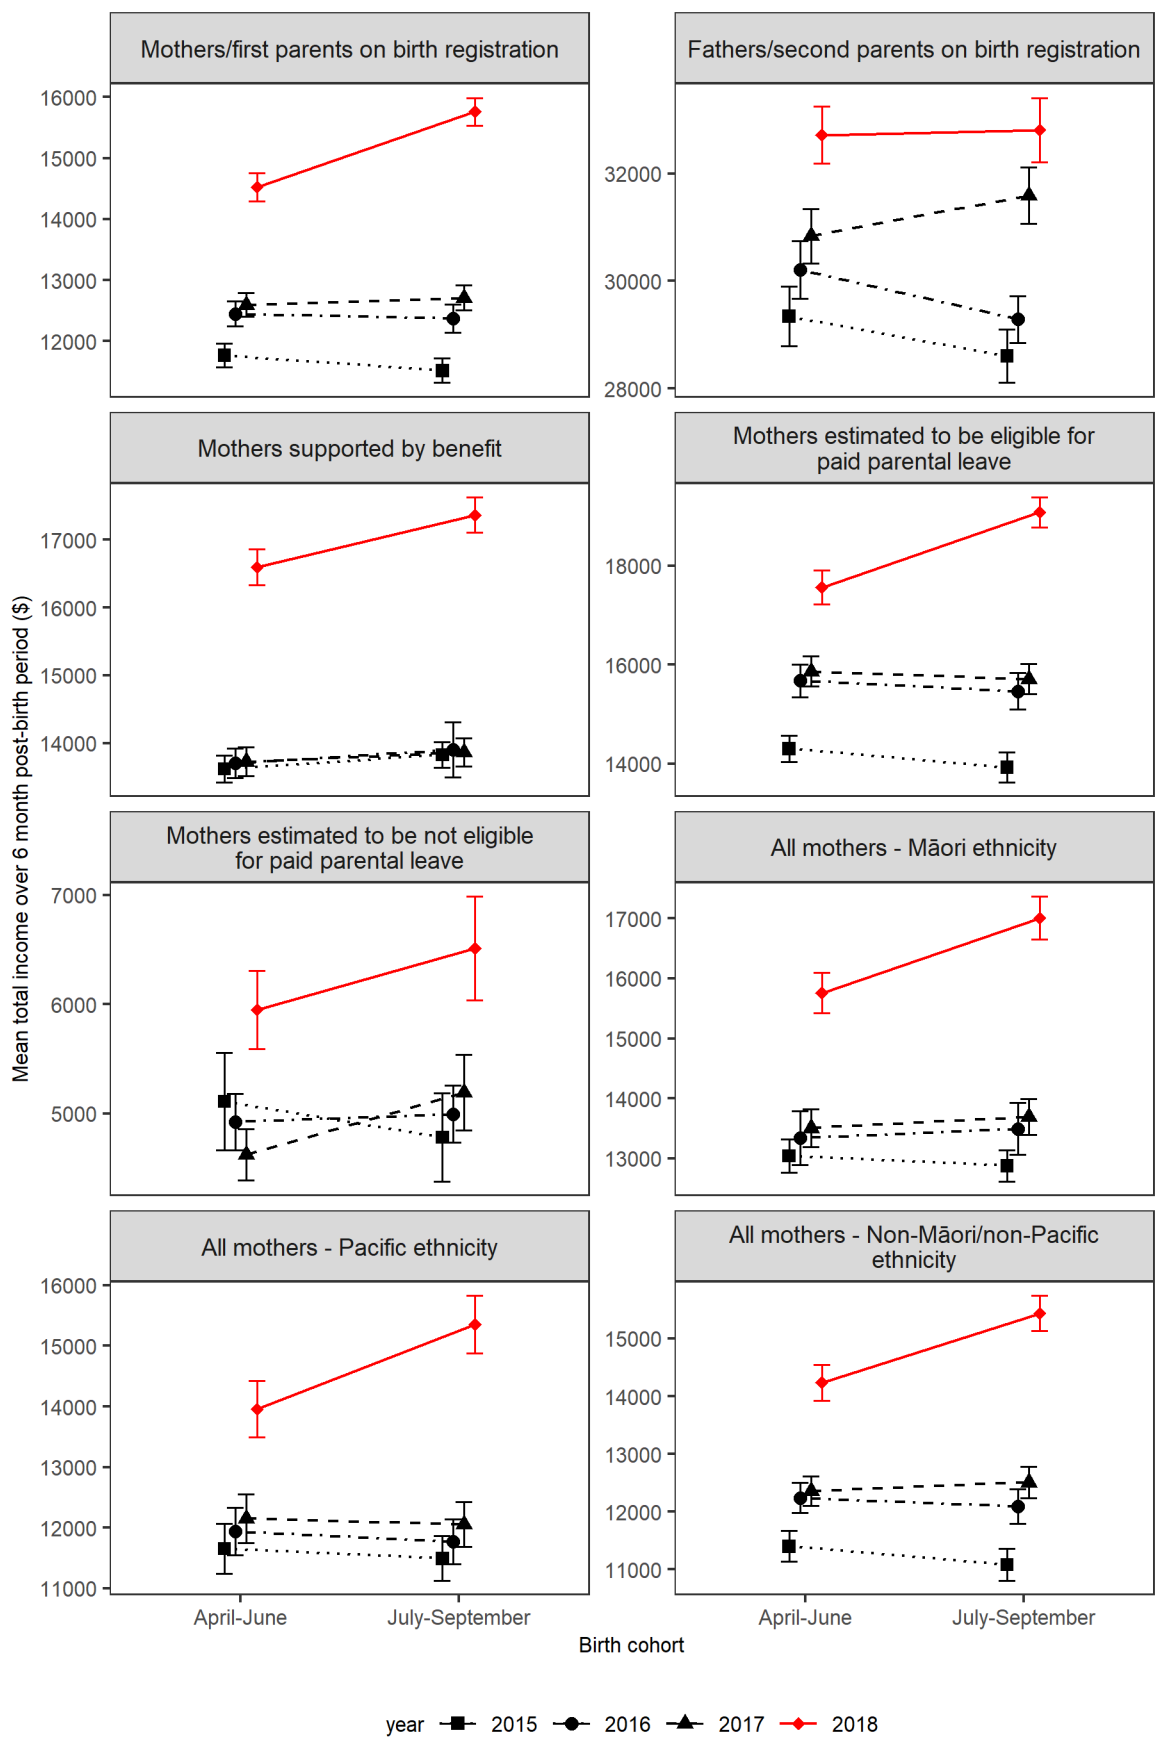 Mothers/first parents on birth registration
Fathers/second parents on birth registration
16000
15000
14000
13000
12000
32000
30000
28000
Mothers supported by benefit
Mothers estimated to be eligible for
paid parental leave
17000
16000
15000
14000
18000
16000
14000
Mean total income over 6 month post-birth period ($)
Mothers estimated to be not eligible
for paid parental leave
All mothers - Māori ethnicity
7000
6000
5000
17000
16000
15000
14000
13000
All mothers - Pacific ethnicity
All mothers - Non-Māori/non-Pacific
ethnicity
16000
15000
14000
13000
12000
11000
15000
14000
13000
12000
11000
April-June
July-September
April-June
July-September
Birth cohort
year 2015 2016 2017 2018